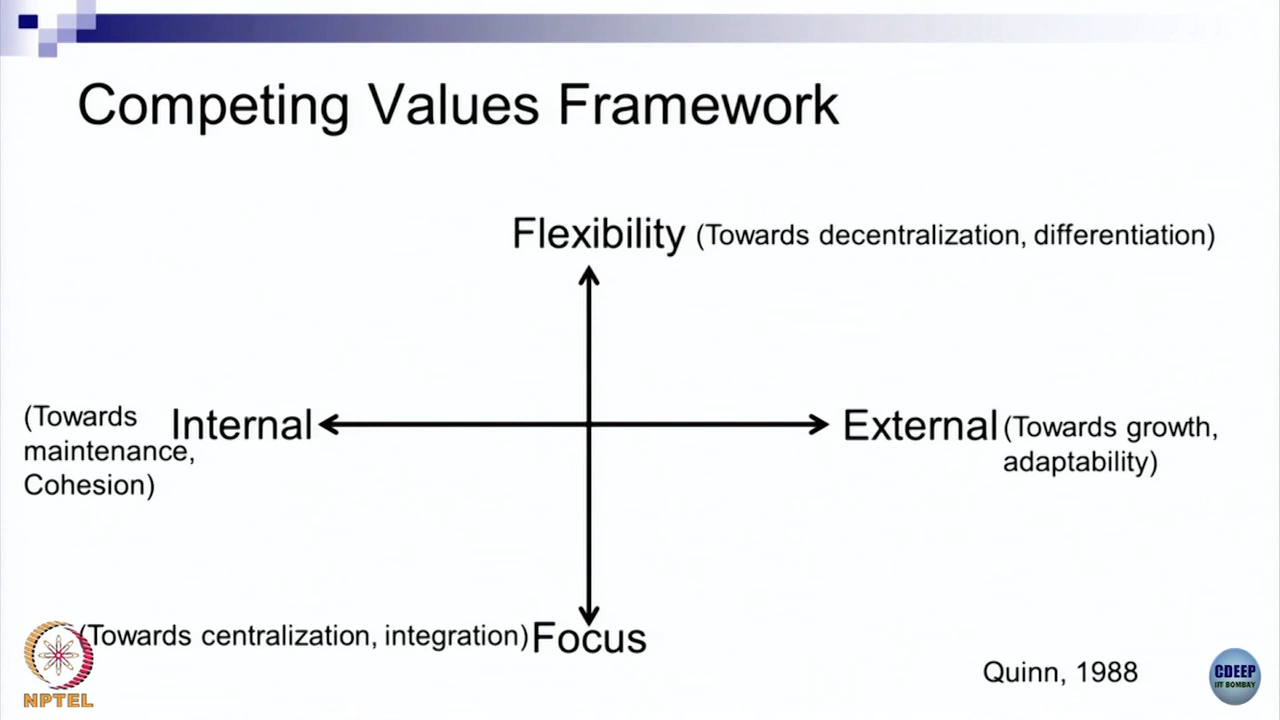 Competing Values Framework
Flexibility (Towards decentralization, differentiation)
(Towards
maintenance,
Cohesion)
Internal
External
(Towards growth,
adaptability)
(Towards centralization, integration) Focus
Quinn, 1988
NPTEL
CDEEP
IIT BOMBAY